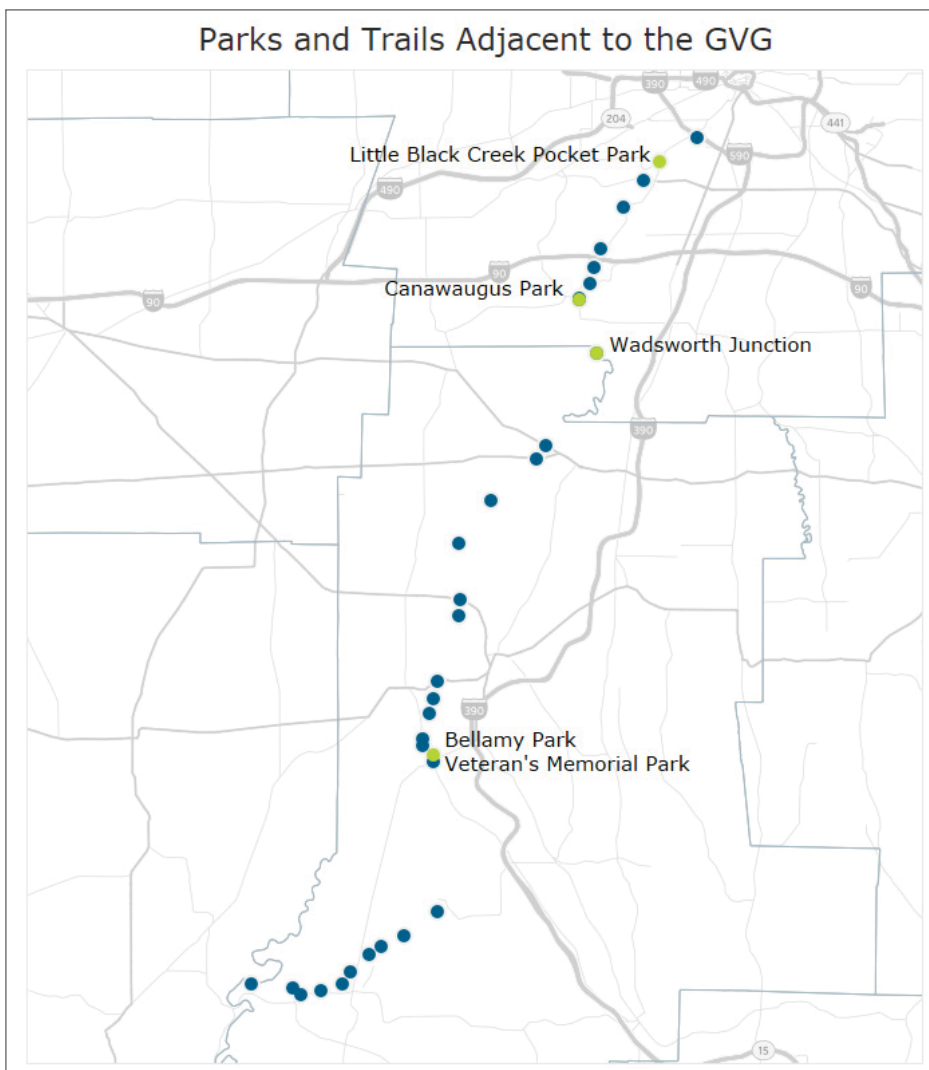 Parks and Trails Adjacent to the GVG
390
490
204
441
Little Black Creek Pocket Park
590
490
90
Canawaugus Park
90
90
Wadsworth Junction
390
390
Bellamy Park
Veteran's Memorial Park
15